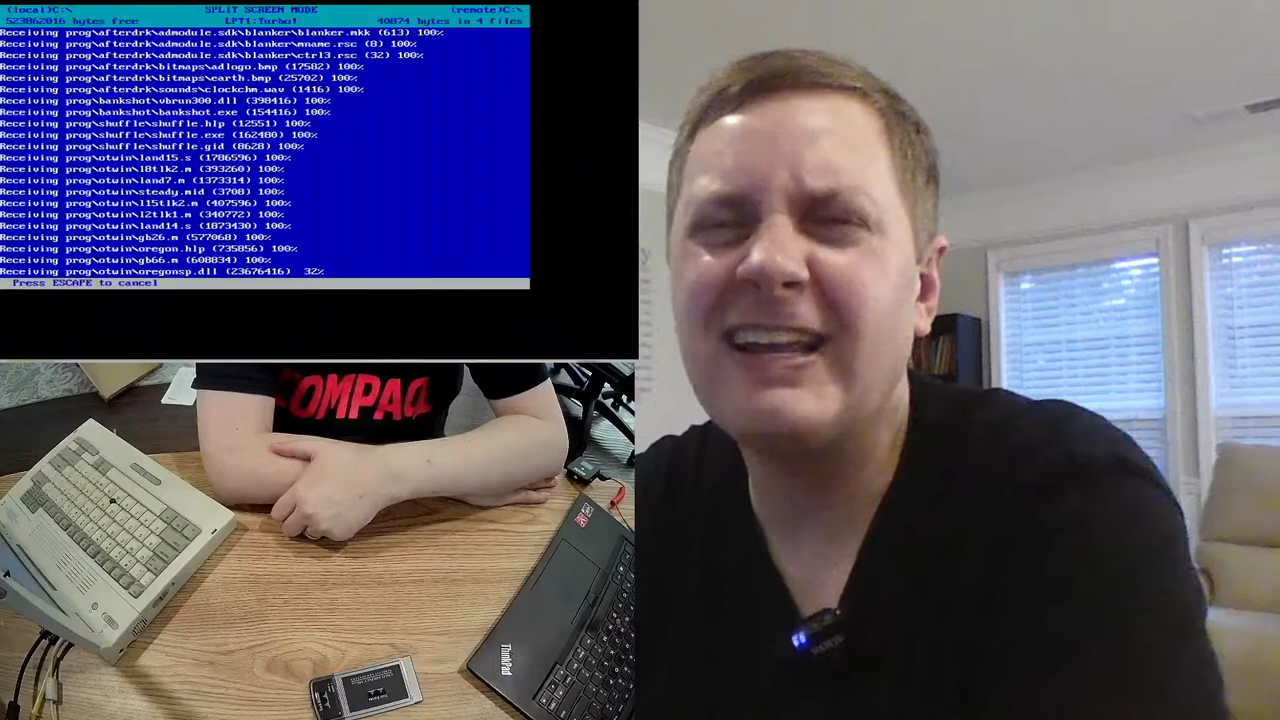 (local)C:\ SPLIT SCREEN MODE (remote)C:\
523862016 bytes free LPT1:Turbo! 40874 bytes in 4 files
Receiving prog\afterdrk\admodule.sdk\blanker\blanker.mkk (613) 100%
Receiving prog\afterdrk\admodule.sdk\blanker\mname.rsc (8) 100%
Receiving prog\afterdrk\admodule.sdk\blanker\ctrl3.rsc (32) 100%
Receiving prog\afterdrk\bitmaps\adlogo.bmp (17582) 100%
Receiving prog\afterdrk\bitmaps\earth.bmp (25702) 100%
Receiving prog\afterdrk\sounds\clockchm.wav (1416) 100%
Receiving prog\bankshot\vbrun300.dll (398416) 100%
Receiving prog\bankshot\bankshot.exe (154416) 100%
Receiving prog\shuffle\shuffle.hlp (12551) 100%
Receiving prog\shuffle\shuffle.exe (162480) 100%
Receiving prog\shuffle\shuffle.gid (8628) 100%
Receiving prog\otwin\land15.s (1786596) 100%
Receiving prog\otwin\l8tlk2.m (393260) 100%
Receiving prog\otwin\land7.m (1373314) 100%
Receiving prog\otwin\steady.mid (3708) 100%
Receiving prog\otwin\l15tlk2.m (407596) 100%
Receiving prog\otwin\l2tlk1.m (340772) 100%
Receiving prog\otwin\land14.s (1873430) 100%
Receiving prog\otwin\gb26.m (577068) 100%
Receiving prog\otwin\oregon.hlp (735856) 100%
Receiving prog\otwin\gb66.m (608834) 100%
Receiving prog\otwin\oregonsp.dll (23676416) 32%
Press ESCAPE to cancel
COMPAQ
ThinkPad